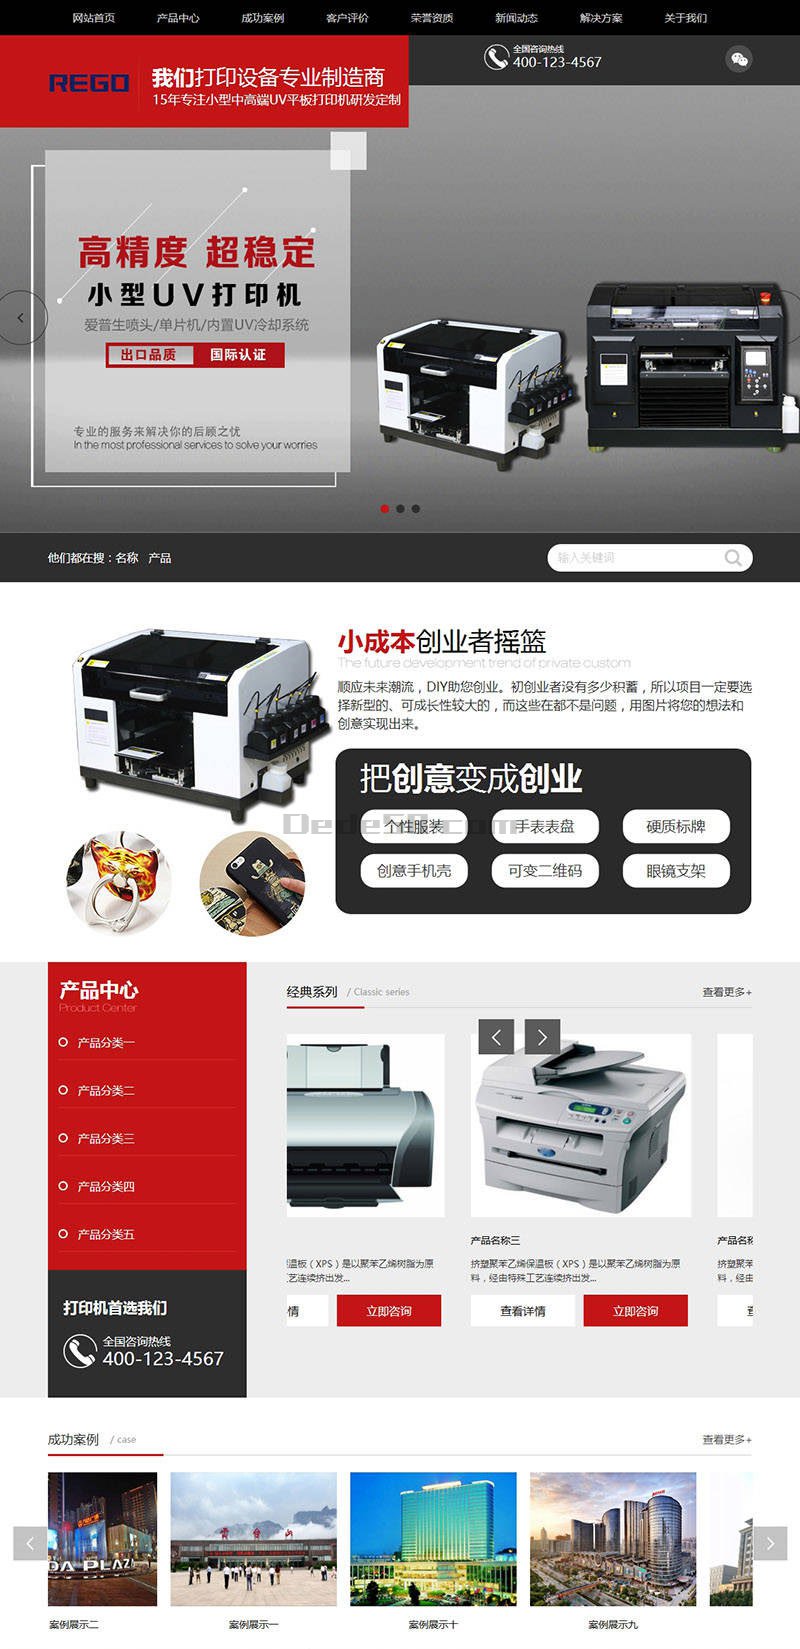 网站首页 产品中心 成功案例 客户评价 荣誉资质 新闻动态 解决方案 关于我们
全国咨询热线
400-123-4567
REGO
我们打印设备专业制造商
15年专注小型中高端UV平板打印机研发定制
高精度 超稳定
小型UV打印机
爱普生喷头/单片机/内置UV冷却系统
出口品质 国际认证
专业的服务来解决你的后顾之忧
In the most professional services to solve your worries
他们都在搜：名称 产品
输入关键词
小成本创业者摇篮
The future development trend of private custom
顺应未来潮流，DIY助您创业。初创业者没有多少积蓄，所以项目一定要选
择新型的、可成长性较大的，而这些在都不是问题，用图片将您的想法和
创意实现出来。
把创意变成创业
个性服装 手表表盘 硬质标牌
创意手机壳 可变二维码 眼镜支架
Dede58.com
产品中心
Product Center
产品分类一
产品分类二
产品分类三
产品分类四
产品分类五
打印机首选我们
全国咨询热线
400-123-4567
经典系列 / Classic series
查看更多+
温板（XPS）是以聚苯乙烯树脂为原
工艺连续挤出发...
情 立即咨询
产品名称三
挤塑聚苯乙烯保温板（XPS）是以聚苯乙烯树脂为原
料，经由特殊工艺连续挤出发...
查看详情 立即咨询
产品名称
挤塑聚苯
料，经由
成功案例 / case
查看更多+
DA PLAZA
案例展示二 案例展示一 案例展示十 案例展示九